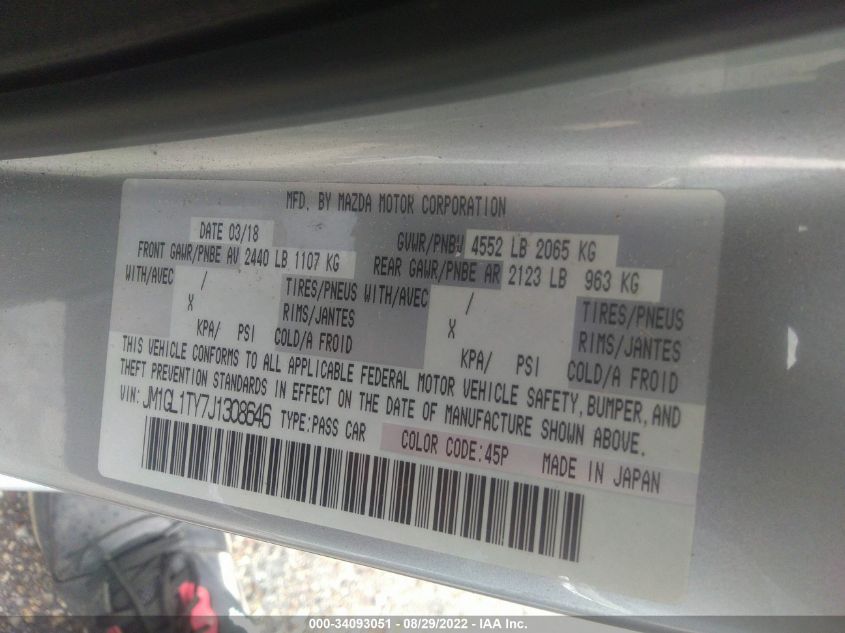 MFD. BY MAZDA MOTOR CORPORATION
DATE 03/18 GVWR/PNBV 4552 LB 2065 KG
FRONT GAWR/PNBE AV 2440 LB 1107 KG REAR GAWR/PNBE AR 2123 LB 963 KG
WITH/AVEC / TIRES/PNEUS WITH/AVEC / TIRES/PNEUS
X RIMS/JANTES X RIMS/JANTES
KPA/ PSI COLD/A FROID KPA/ PSI COLD/A FROID
THIS VEHICLE CONFORMS TO ALL APPLICABLE FEDERAL MOTOR VEHICLE SAFETY, BUMPER, AND
THEFT PREVENTION STANDARDS IN EFFECT ON THE DATE OF MANUFACTURE SHOWN ABOVE.
VIN: JM1GL1TY7J1308646 TYPE:PASS CAR COLOR CODE:45P MADE IN JAPAN
000-34093051 - 08/29/2022 - IAA Inc.